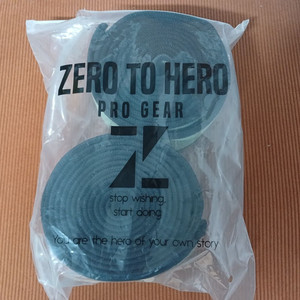 ZERO TO HERO
PRO GEAR
stop wishing,
start doing
You are the hero of your own story